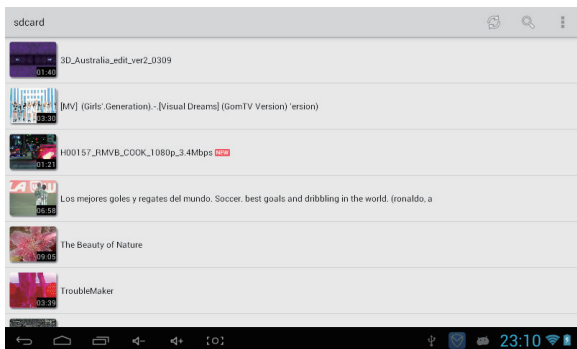 sdcard
3D_Australia_edit_ver2_0309
01:40
[MV] (Girls'.Generation).-.[Visual Dreams] (GomTV Version) 'ersion)
03:30
H00157_RMVB_COOK_1080p_3.4Mbps NEW
01:21
Los mejores goles y regates del mundo. Soccer. best goals and dribbling in the world. (ronaldo, a
06:58
The Beauty of Nature
09:05
TroubleMaker
03:39
23:10